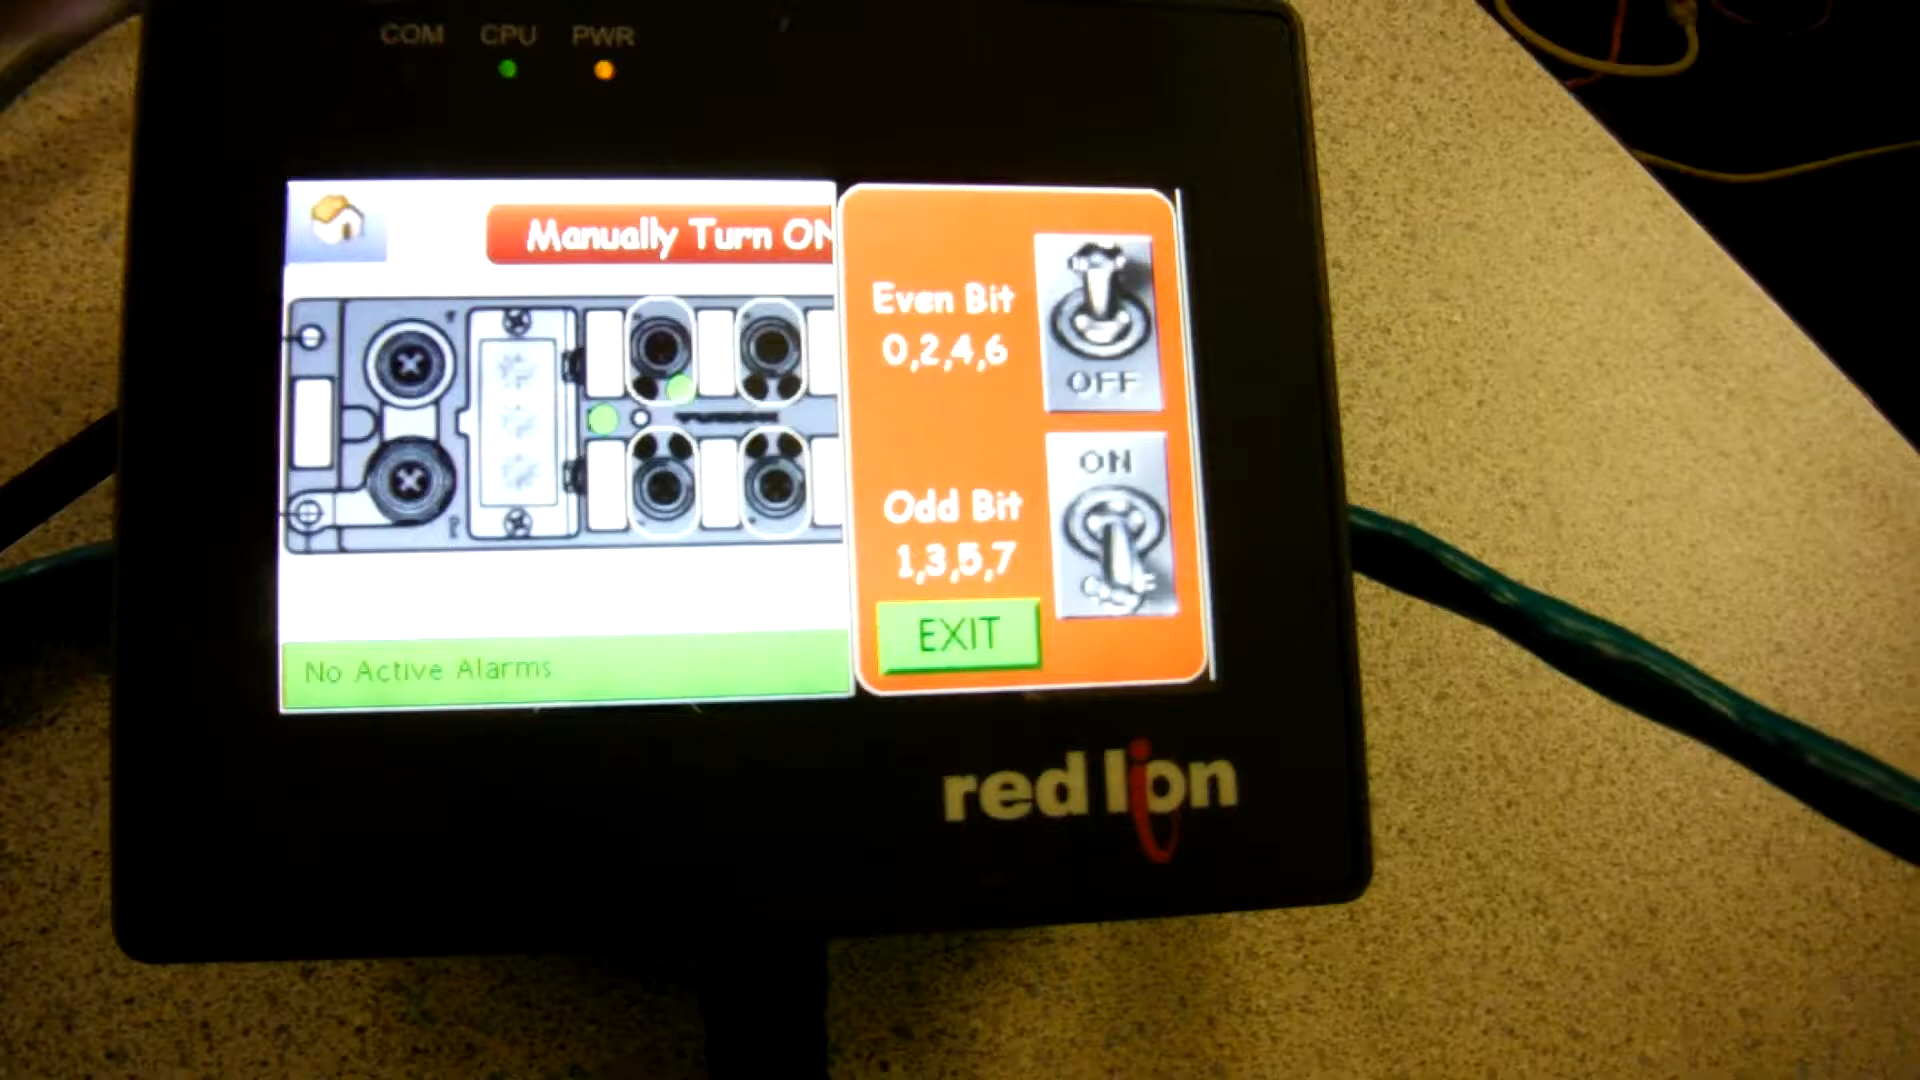 COM CPU PWR
Manually Turn ON
Even Bit
0,2,4,6
OFF
ON
Odd Bit
1,3,5,7
EXIT
No Active Alarms
red lion